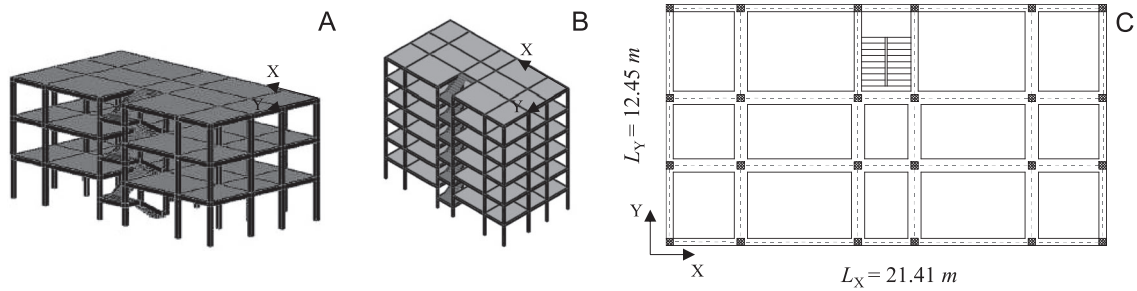 A
X
Y
B
X
Y
C
L_Y = 12.45 m
Y
X
L_X = 21.41 m